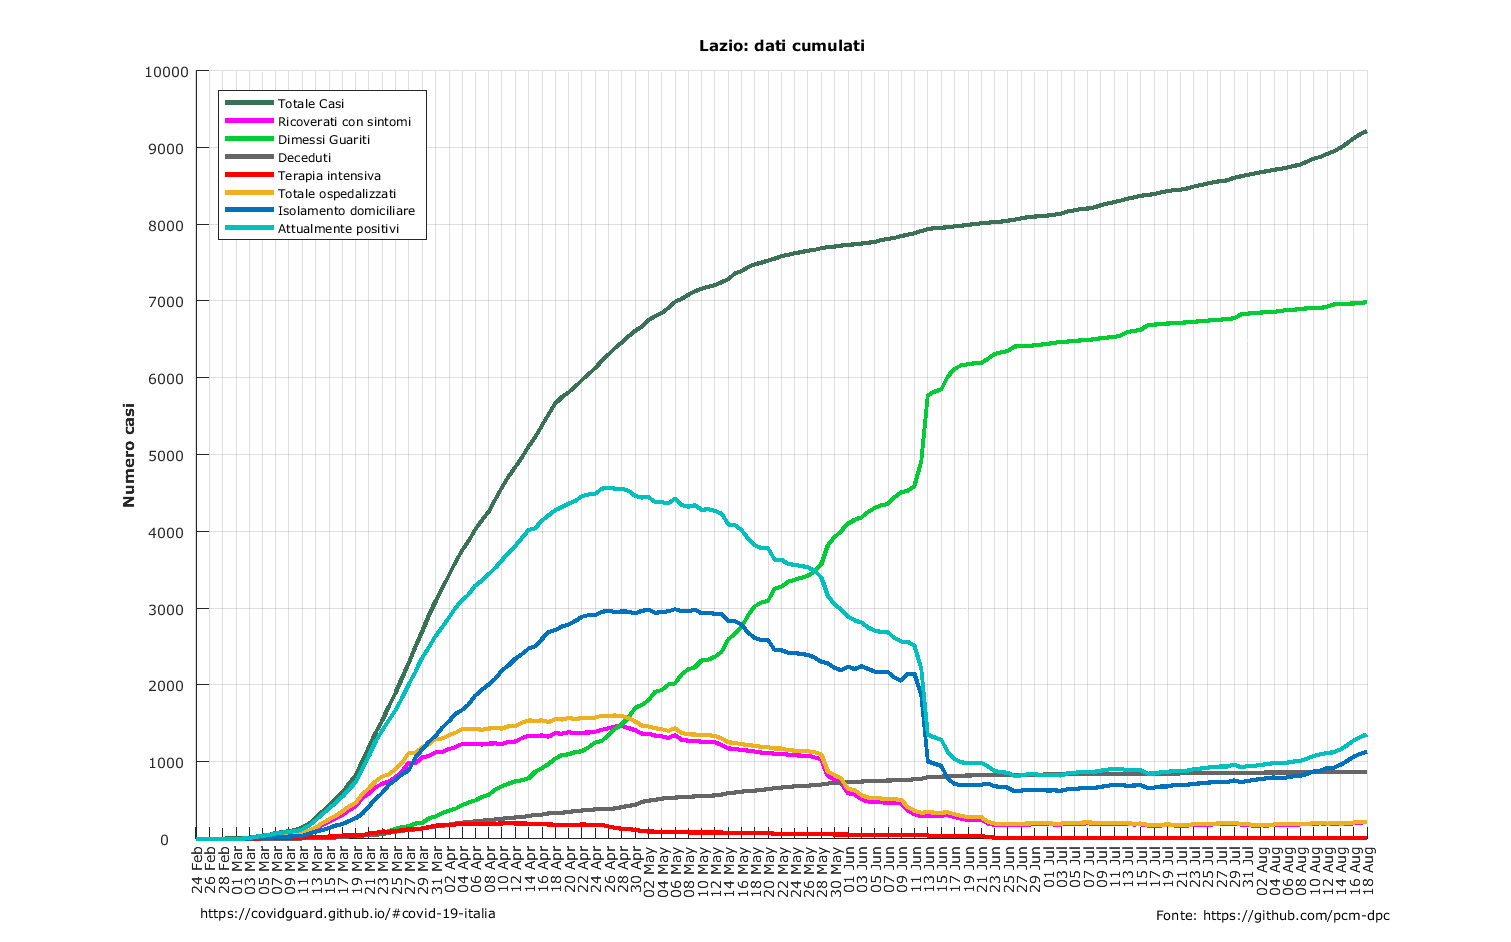 Lazio: dati cumulati
10000
9000
8000
7000
6000
5000
4000
3000
2000
1000
0
Numero casi
Totale Casi
Ricoverati con sintomi
Dimessi Guariti
Deceduti
Terapia intensiva
Totale ospedalizzati
Isolamento domiciliare
Attualmente positivi
24 Feb
26 Feb
28 Feb
01 Mar
03 Mar
05 Mar
07 Mar
09 Mar
11 Mar
13 Mar
15 Mar
17 Mar
19 Mar
21 Mar
23 Mar
25 Mar
27 Mar
29 Mar
31 Mar
02 Apr
04 Apr
06 Apr
08 Apr
10 Apr
12 Apr
14 Apr
16 Apr
18 Apr
20 Apr
22 Apr
24 Apr
26 Apr
28 Apr
30 Apr
02 May
04 May
06 May
08 May
10 May
12 May
14 May
16 May
18 May
20 May
22 May
24 May
26 May
28 May
30 May
01 Jun
03 Jun
05 Jun
07 Jun
09 Jun
11 Jun
13 Jun
15 Jun
17 Jun
19 Jun
21 Jun
23 Jun
25 Jun
27 Jun
29 Jun
01 Jul
03 Jul
05 Jul
07 Jul
09 Jul
11 Jul
13 Jul
15 Jul
17 Jul
19 Jul
21 Jul
23 Jul
25 Jul
27 Jul
29 Jul
31 Jul
02 Aug
04 Aug
06 Aug
08 Aug
10 Aug
12 Aug
14 Aug
16 Aug
18 Aug
https://covidguard.github.io/#covid-19-italia
Fonte: https://github.com/pcm-dpc